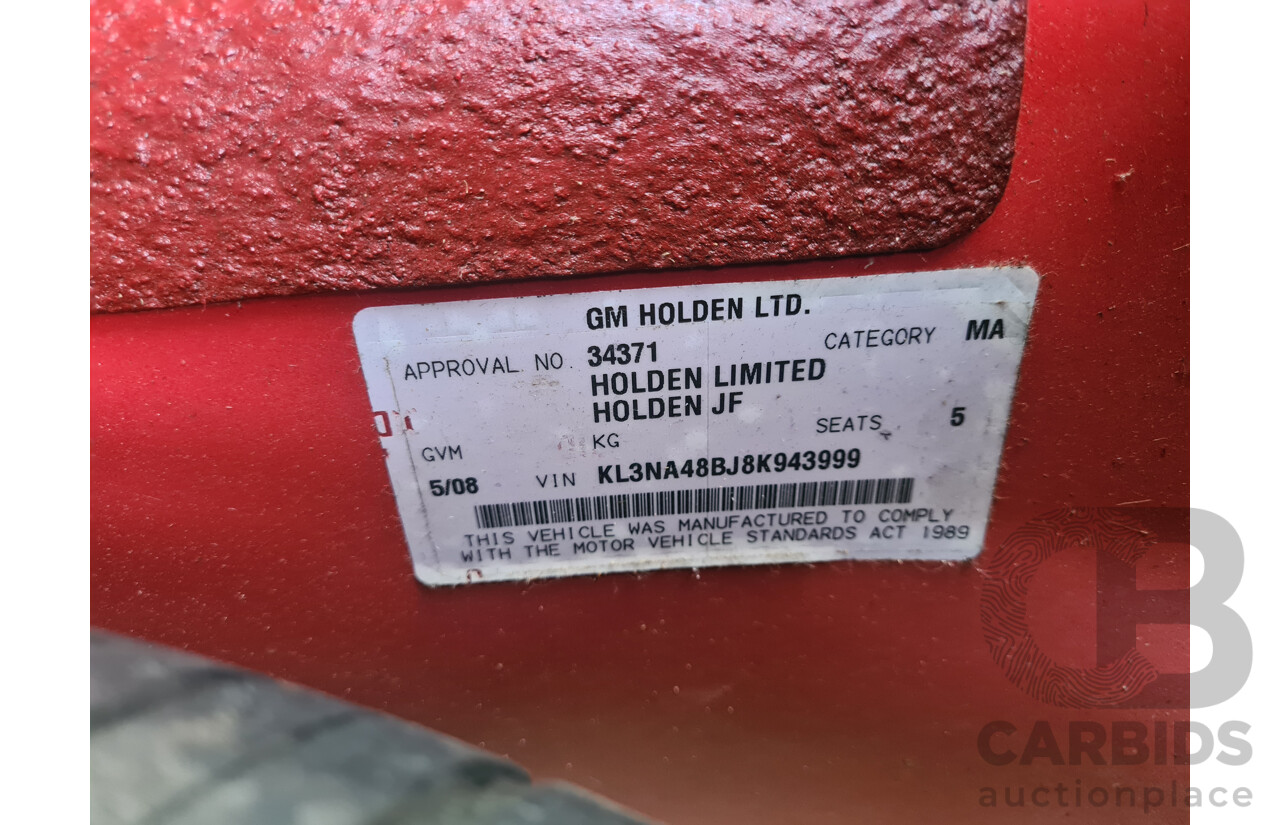 GM HOLDEN LTD.
APPROVAL NO. 34371 CATEGORY MA
HOLDEN LIMITED
HOLDEN JF
GVM KG SEATS 5
5/08 VIN KL3NA48BJ8K943999
THIS VEHICLE WAS MANUFACTURED TO COMPLY
WITH THE MOTOR VEHICLE STANDARDS ACT 1989
CB
CARBIDS
auctionplace